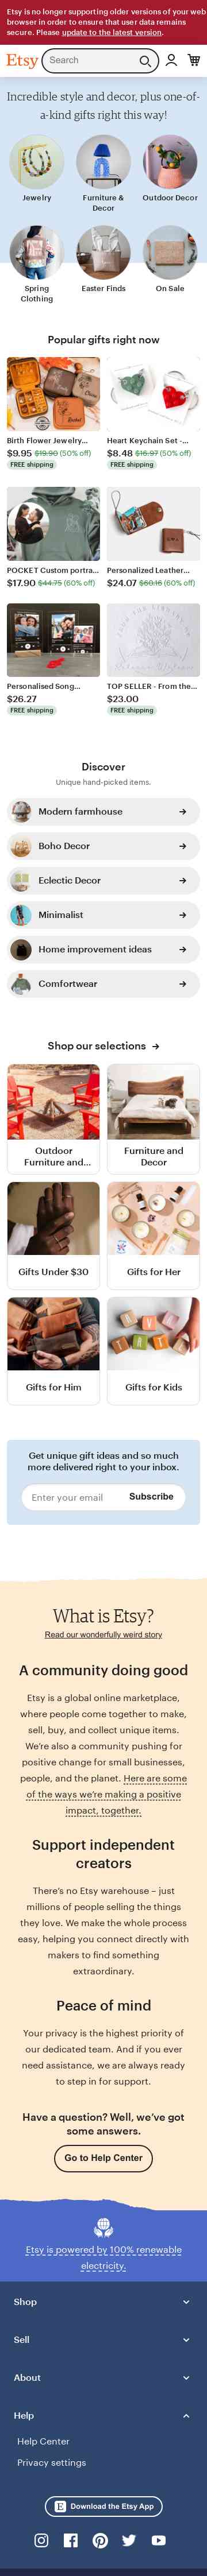 Etsy is no longer supporting older versions of your web
browser in order to ensure that user data remains
secure. Please update to the latest version.
Etsy
Search
Incredible style and decor, plus one-of-
a-kind gifts right this way!
Jewelry
Furniture &
Decor
Outdoor Decor
Spring
Clothing
Easter Finds
On Sale
Popular gifts right now
Birth Flower Jewelry...
$9.95 $19.90 (50% off)
FREE shipping
Heart Keychain Set -...
$8.48 $16.97 (50% off)
FREE shipping
POCKET Custom portra...
$17.90 $44.75 (60% off)
Personalized Leather...
$24.07 $60.16 (60% off)
Personalised Song...
$26.27
FREE shipping
TOP SELLER - From the...
$23.00
FREE shipping
Discover
Unique hand-picked items.
Modern farmhouse
Boho Decor
Eclectic Decor
Minimalist
Home improvement ideas
Comfortwear
Shop our selections
Outdoor
Furniture and...
Furniture and
Decor
Gifts Under $30
Gifts for Her
Gifts for Him
Gifts for Kids
Get unique gift ideas and so much
more delivered right to your inbox.
Enter your email
Subscribe
What is Etsy?
Read our wonderfully weird story
A community doing good
Etsy is a global online marketplace,
where people come together to make,
sell, buy, and collect unique items.
We're also a community pushing for
positive change for small businesses,
people, and the planet. Here are some
of the ways we're making a positive
impact, together.
Support independent
creators
There's no Etsy warehouse – just
millions of people selling the things
they love. We make the whole process
easy, helping you connect directly with
makers to find something
extraordinary.
Peace of mind
Your privacy is the highest priority of
our dedicated team. And if you ever
need assistance, we are always ready
to step in for support.
Have a question? Well, we've got
some answers.
Go to Help Center
Etsy is powered by 100% renewable
electricity.
Shop
Sell
About
Help
Help Center
Privacy settings
Download the Etsy App